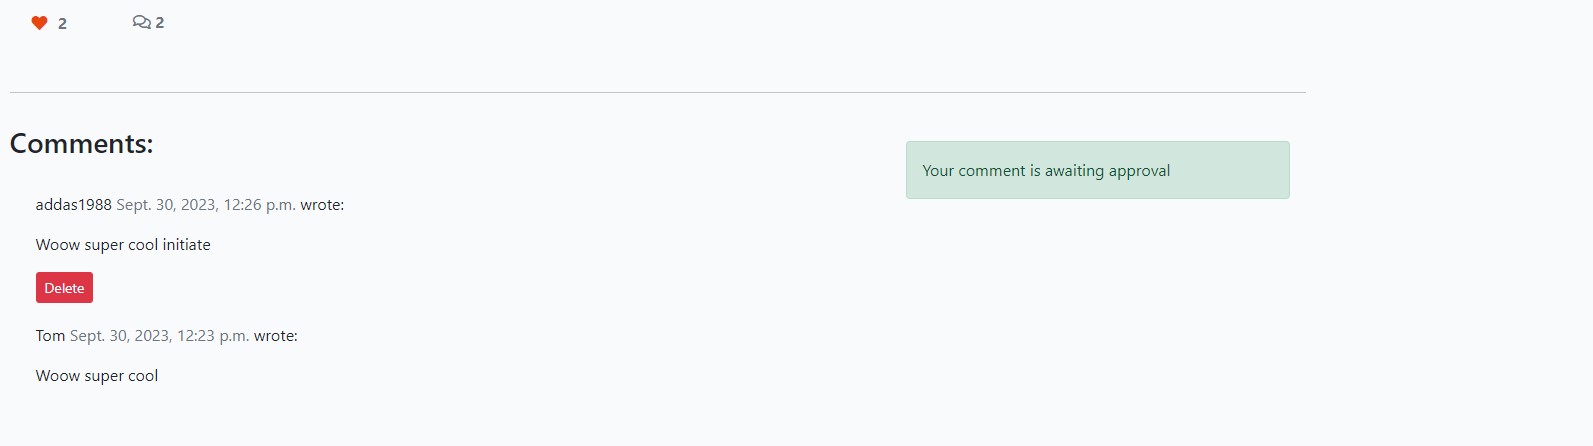 2 2
Comments:
Your comment is awaiting approval
addas1988 Sept. 30, 2023, 12:26 p.m. wrote:
Woow super cool initiate
Delete
Tom Sept. 30, 2023, 12:23 p.m. wrote:
Woow super cool